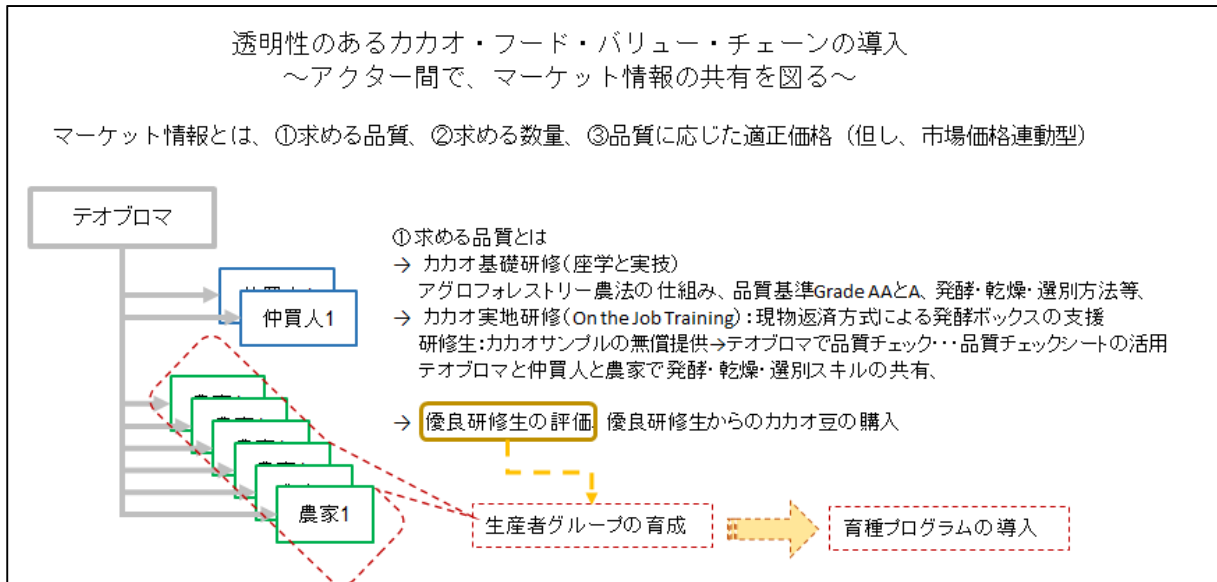 透明性のあるカカオ・フード・バリュー・チェーンの導入
～アクター間で、マーケット情報の共有を図る～
マーケット情報とは、①求める品質、②求める数量、③品質に応じた適正価格（但し、市場価格連動型）
テオブロマ
仲買人1
①求める品質とは
→ カカオ基礎研修(座学と実技)
アグロフォレストリー農法の仕組み、品質基準Grade AAとA、発酵・乾燥・選別方法等、
→ カカオ実地研修(On the Job Training)：現物返済方式による発酵ボックスの支援
研修生：カカオサンプルの無償提供→テオブロマで品質チェック･･･品質チェックシートの活用
テオブロマと仲買人と農家で発酵・乾燥・選別スキルの共有、
→ 優良研修生の評価 優良研修生からのカカオ豆の購入
農家1
生産者グループの育成
育種プログラムの導入